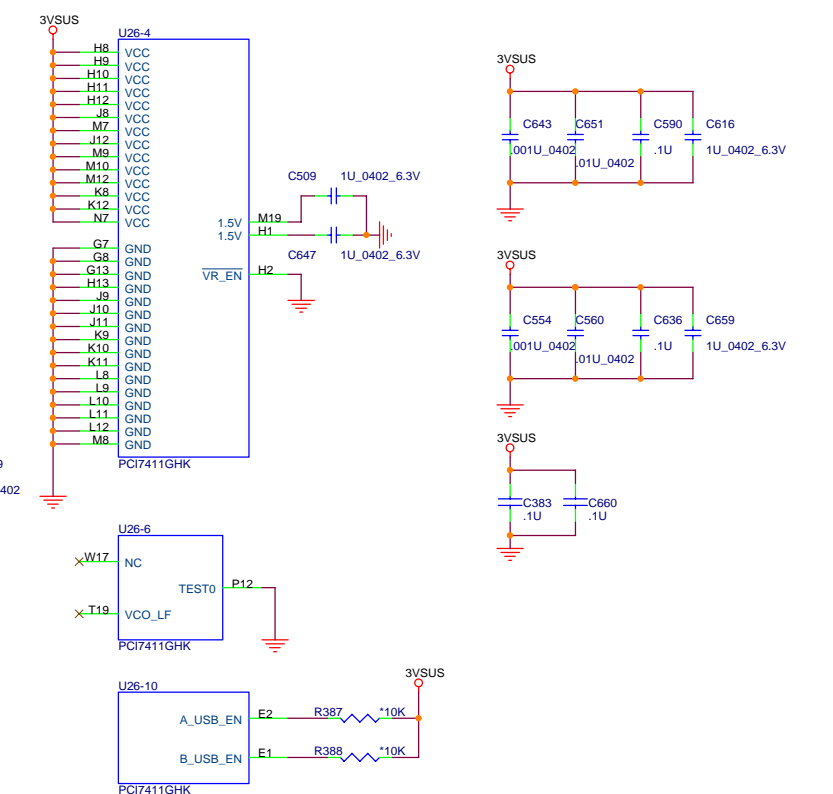 3VSUS
U26-4
H8 VCC
H9 VCC
H10 VCC
H11 VCC
H12 VCC
J8 VCC
M7 VCC
J12 VCC
M9 VCC
M10 VCC
M12 VCC
K8 VCC
K12 VCC
N7 VCC
G7 GND
G8 GND
G13 GND
H13 GND
J9 GND
J10 GND
J11 GND
K9 GND
K10 GND
K11 GND
L8 GND
L9 GND
L10 GND
L11 GND
L12 GND
M8 GND
1.5V M19
1.5V H1
VR_EN H2
PCI7411GHK
C509 1U_0402_6.3V
C647 1U_0402_6.3V
9
402
3VSUS
C643 C651 C590 C616
.001U_0402 .01U_0402 .1U 1U_0402_6.3V
3VSUS
C554 C560 C636 C659
.001U_0402 .01U_0402 .1U 1U_0402_6.3V
3VSUS
C383 C660
.1U .1U
U26-6
W17 NC
TEST0 P12
T19 VCO_LF
PCI7411GHK
U26-10
3VSUS
A_USB_EN E2 R387 *10K
B_USB_EN E1 R388 *10K
PCI7411GHK